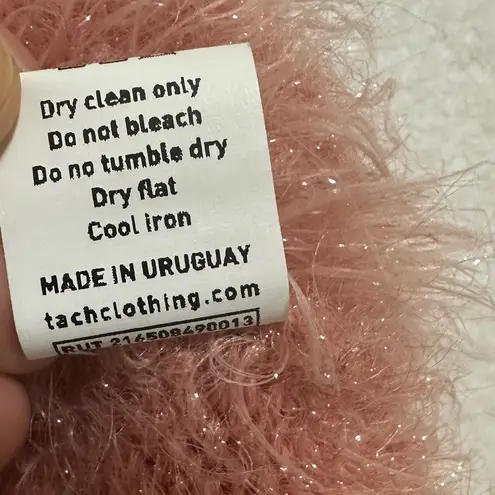 Dry clean only
Do not bleach
Do no tumble dry
Dry flat
Cool iron
MADE IN URUGUAY
tachclothing.com
RUT 214508490013